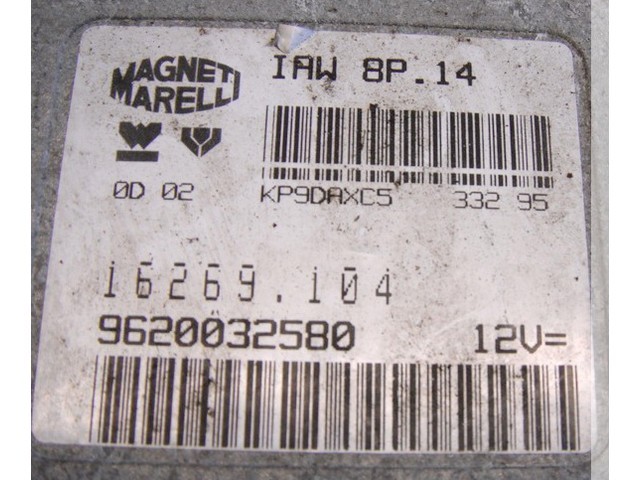 MAGNETI
MARELLI
IAW 8P.14
0D 02
KP9DAXC5 332 95
16269.104
9620032580 12V=